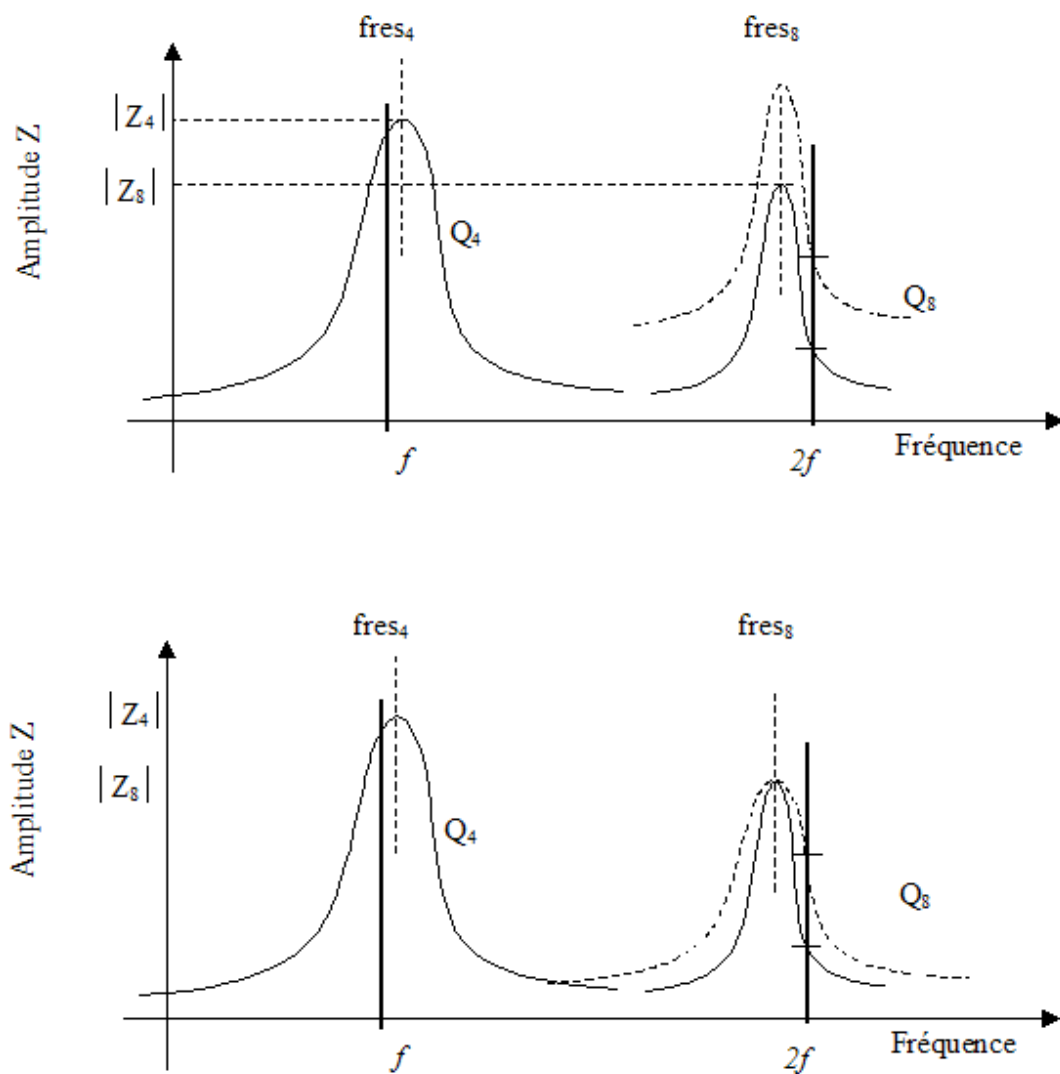 fres₄ fres₈
|Z₄|
|Z₈|
Amplitude Z
Q₄
Q₈
Fréquence
f 2f
fres₄ fres₈
|Z₄|
|Z₈|
Amplitude Z
Q₄
Q₈
Fréquence
f 2f